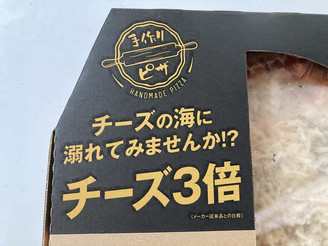 手作り
ピザ
HANDMADE PIZZA
チーズの海に
溺れてみませんか!?
チーズ3倍
(メーカー従来品との比較)